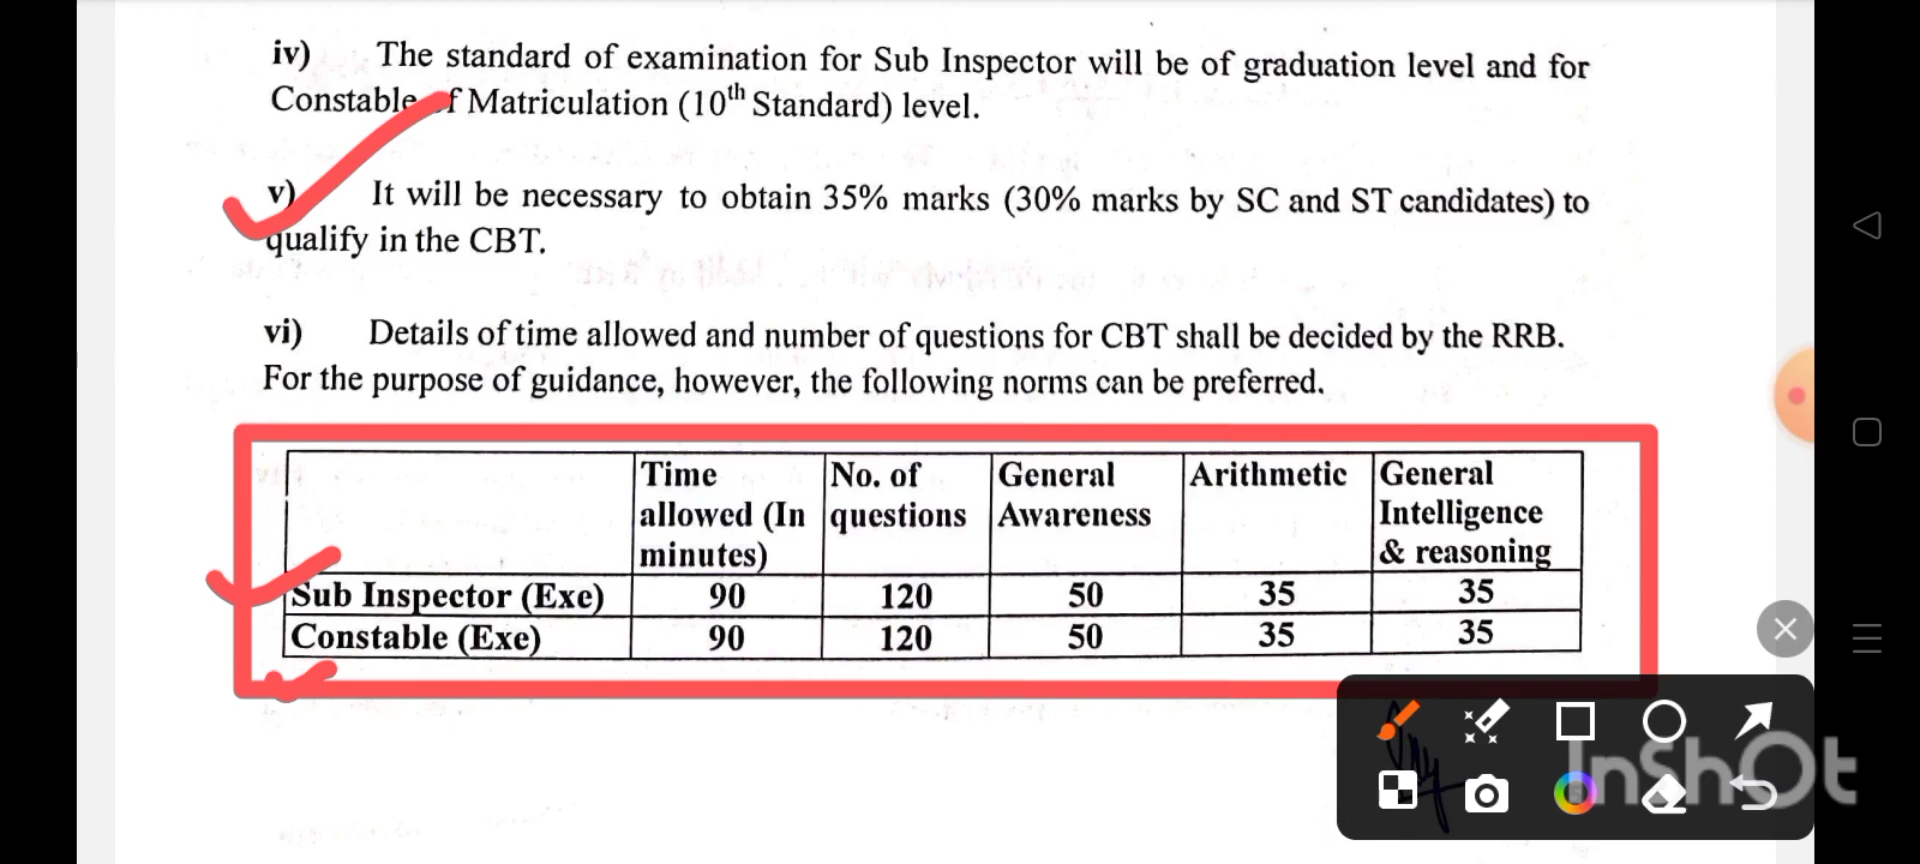 iv) The standard of examination for Sub Inspector will be of graduation level and for
Constable of Matriculation (10th Standard) level.
v) It will be necessary to obtain 35% marks (30% marks by SC and ST candidates) to
qualify in the CBT.
vi) Details of time allowed and number of questions for CBT shall be decided by the RRB.
For the purpose of guidance, however, the following norms can be preferred.
Time allowed (In minutes) No. of questions General Awareness Arithmetic General Intelligence & reasoning
Sub Inspector (Exe) 90 120 50 35 35
Constable (Exe) 90 120 50 35 35
InShOt